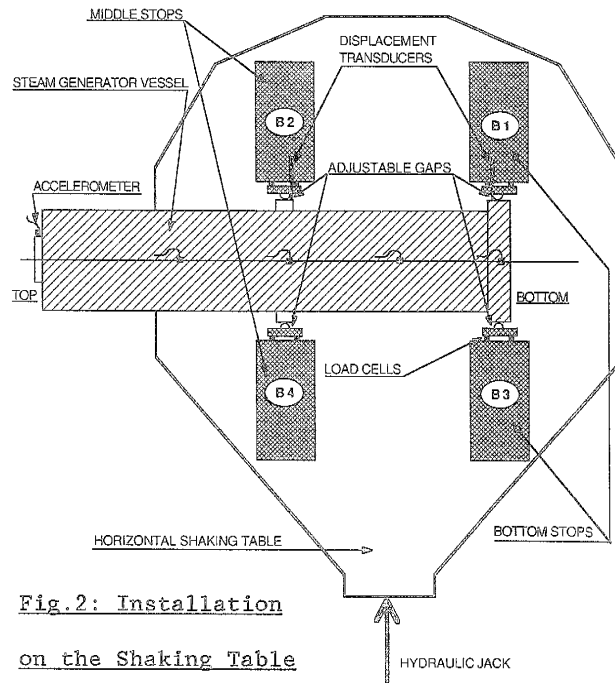 MIDDLE STOPS
DISPLACEMENT
TRANSDUCERS
STEAM GENERATOR VESSEL
B2
B1
ADJUSTABLE GAPS
ACCELEROMETER
TOP
BOTTOM
LOAD CELLS
B4
B3
HORIZONTAL SHAKING TABLE
BOTTOM STOPS
Fig.2: Installation
on the Shaking Table
HYDRAULIC JACK